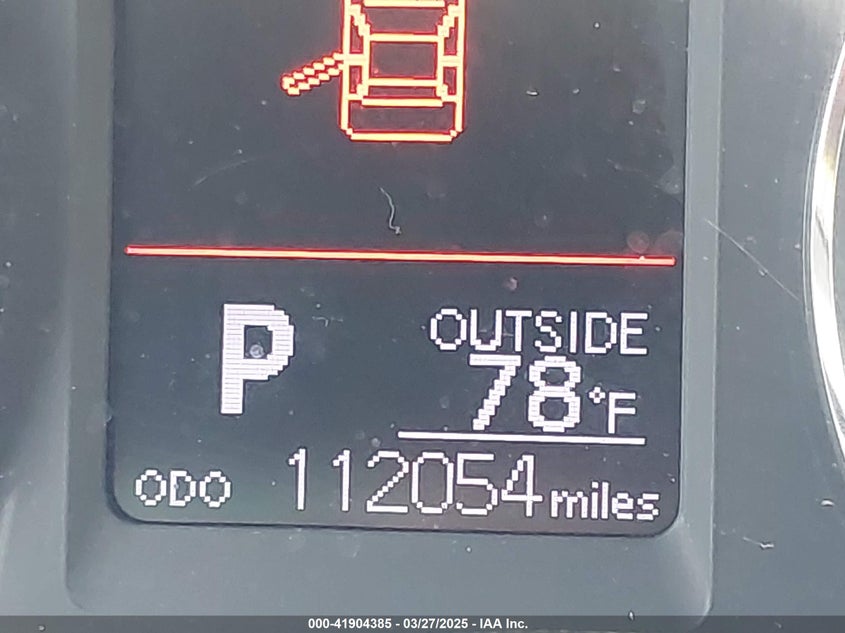 P
OUTSIDE
78°F
ODO 112054 miles
000-41904385 - 03/27/2025 - IAA Inc.